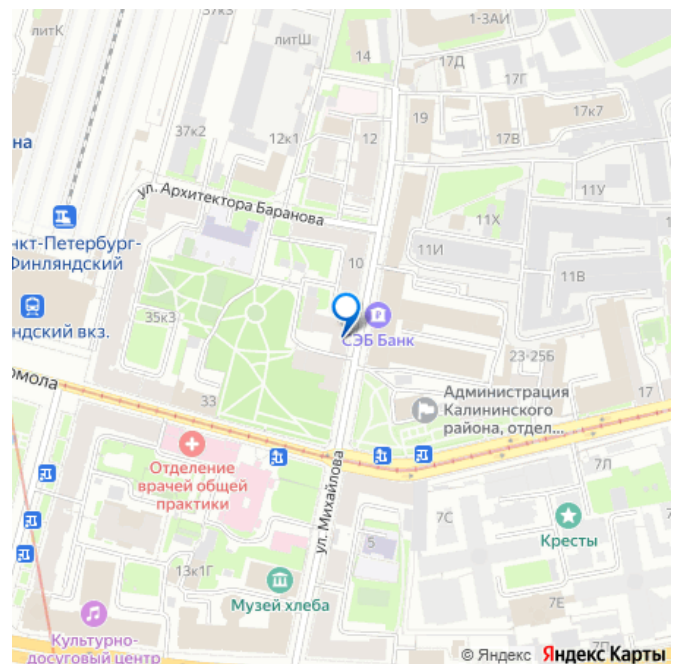 литК
37к3
литШ
14
1-3АИ
17Д
17Г
17к7
19
17В
37к2
12к1
12
на
11У
ул. Архитектора Баранова
11Х
11И
нкт-Петербург-
Финляндский
10
11В
35к3
ндский вкз.
СЭБ Банк
23-25Б
омола
33
Администрация
Калининского
района, отдел...
17
Отделение
врачей общей
практики
ул. Михайлова
7Л
7С
5
Кресты
13к1Г
Музей хлеба
7Е
Культурно-
досуговый центр
7П
© Яндекс Яндекс Карты